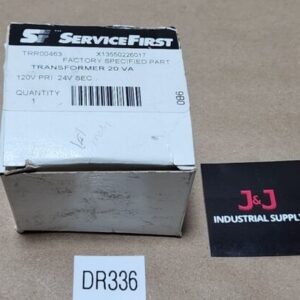 SF SERVICEFIRST
TRR00463 X13550226017
FACTORY SPECIFIED PART
TRANSFORMER 20 VA
120V PRI 24V SEC
QUANTITY
1
060
J&J
INDUSTRIAL SUPPLY
DR336